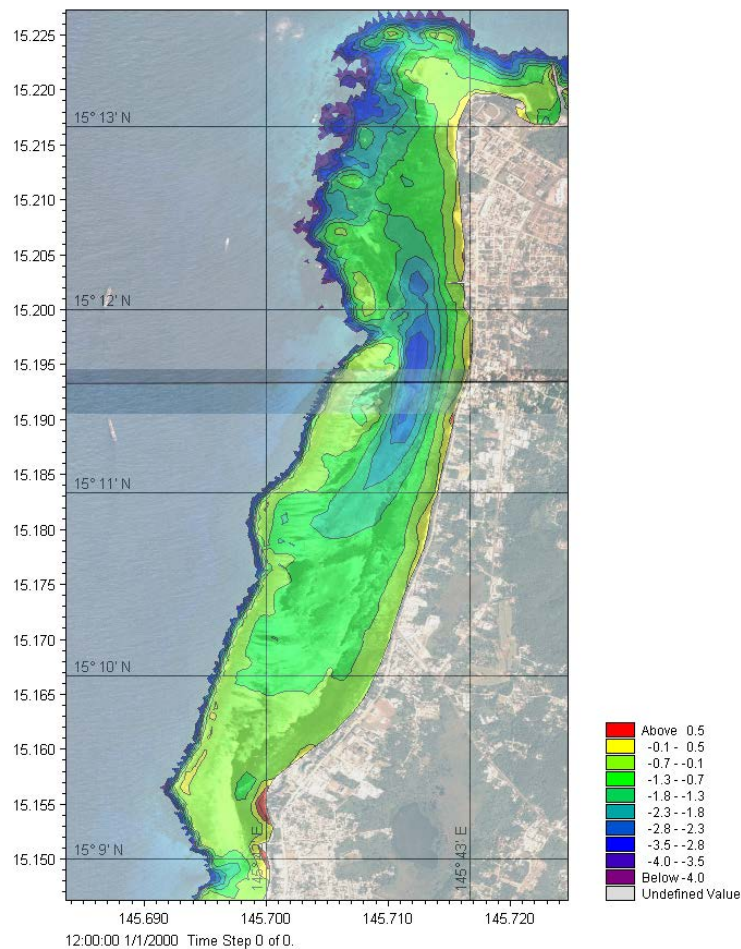 15.225
15.220
15° 13' N
15.215
15.210
15.205
15° 12' N
15.200
15.195
15.190
15.185
15° 11' N
15.180
15.175
15.170
15° 10' N
15.165
15.160
15.155
15° 9' N
15.150
145° 42' E
145° 43' E
145.690 145.700 145.710 145.720
12:00:00 1/1/2000 Time Step 0 of 0.
Above 0.5
-0.1 - 0.5
-0.7 - -0.1
-1.3 - -0.7
-1.8 - -1.3
-2.3 - -1.8
-2.8 - -2.3
-3.5 - -2.8
-4.0 - -3.5
Below -4.0
Undefined Value